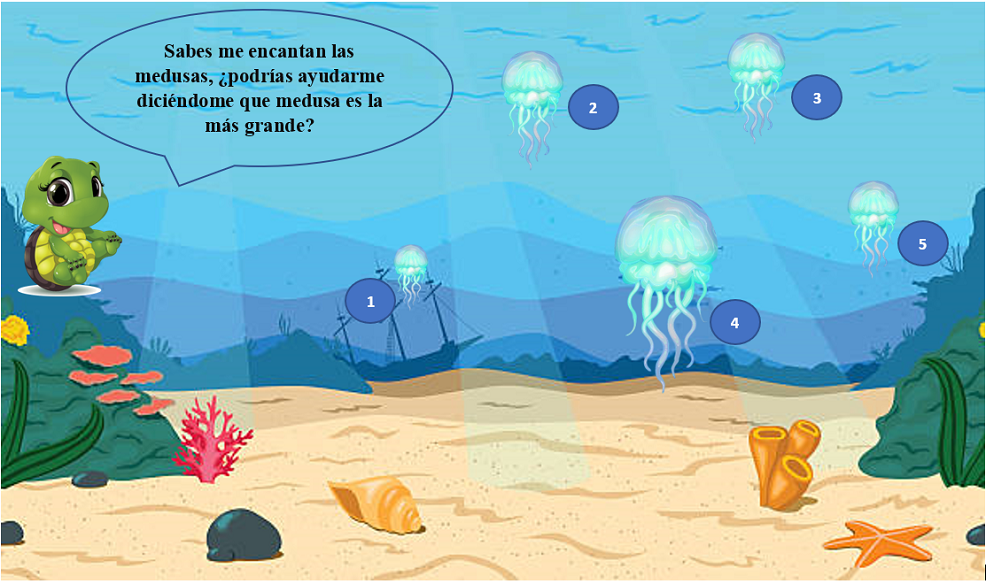 Sabes me encantan las
medusas, ¿podrías ayudarme
diciéndome que medusa es la
más grande?
2
3
5
1
4